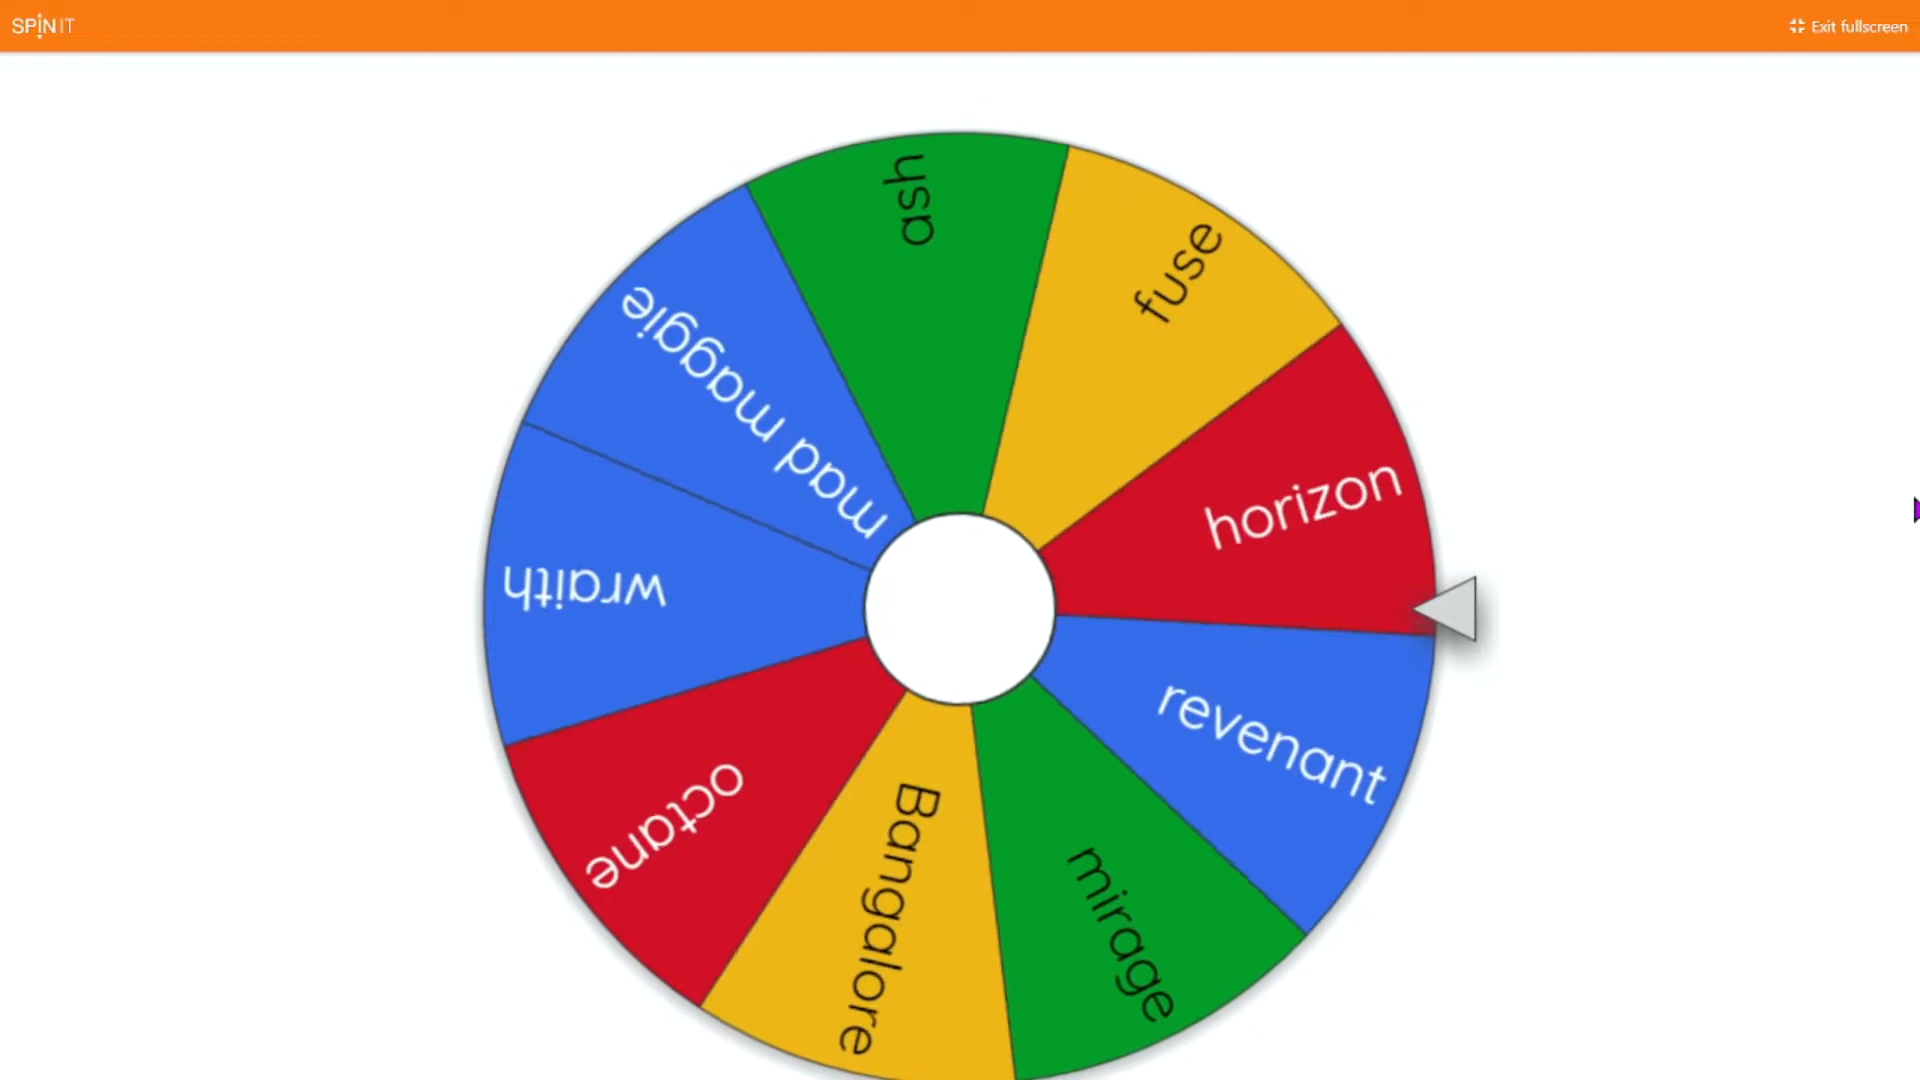 SPIN IT
Exit fullscreen
ash
fuse
mad maggie
horizon
wraith
revenant
octane
Bangalore
mirage